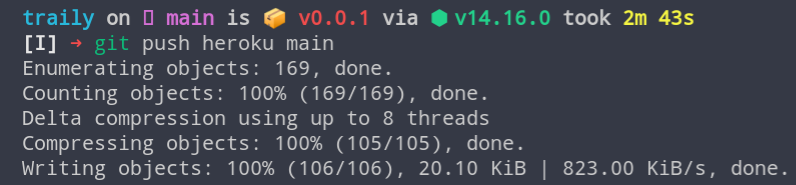 traily on  main is 📦 v0.0.1 via ⬢ v14.16.0 took 2m 43s
[I] → git push heroku main
Enumerating objects: 169, done.
Counting objects: 100% (169/169), done.
Delta compression using up to 8 threads
Compressing objects: 100% (105/105), done.
Writing objects: 100% (106/106), 20.10 KiB | 823.00 KiB/s, done.